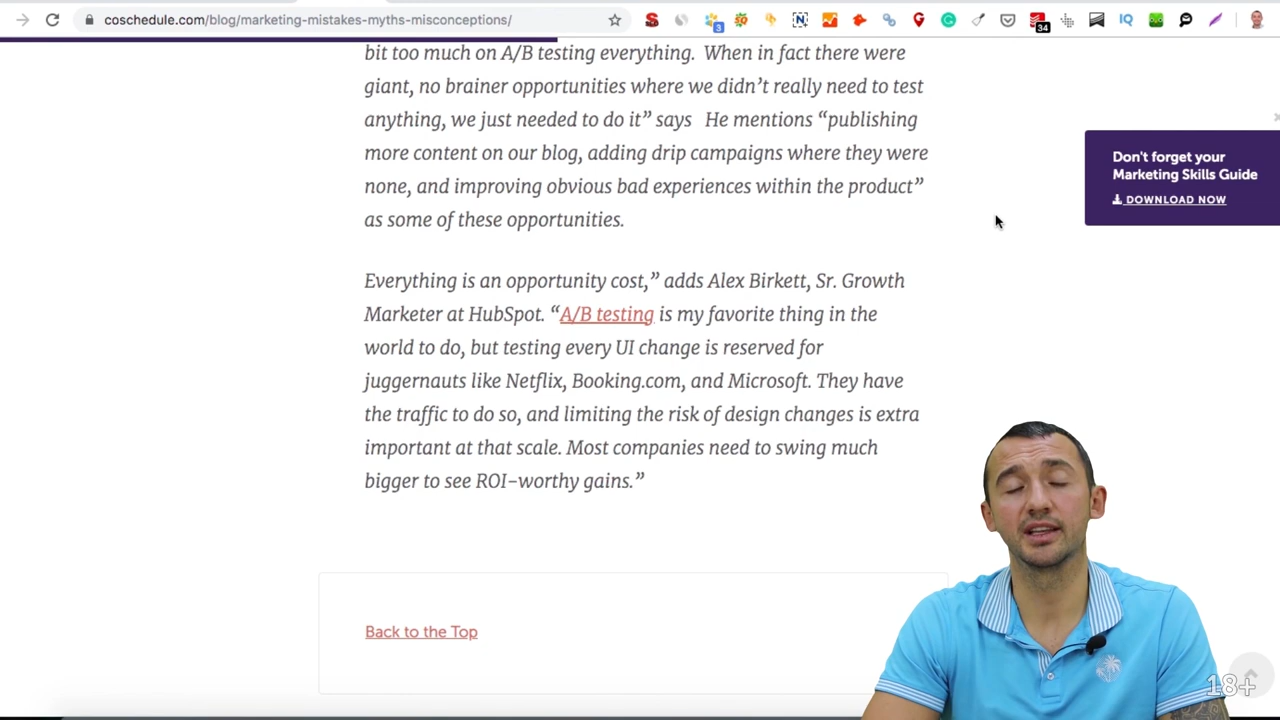 coschedule.com/blog/marketing-mistakes-myths-misconceptions/
3
34
bit too much on A/B testing everything.  When in fact there were
giant, no brainer opportunities where we didn’t really need to test
anything, we just needed to do it” says   He mentions “publishing
more content on our blog, adding drip campaigns where they were
none, and improving obvious bad experiences within the product”
as some of these opportunities.
Don't forget your
Marketing Skills Guide
DOWNLOAD NOW
Everything is an opportunity cost,” adds Alex Birkett, Sr. Growth
Marketer at HubSpot. “A/B testing is my favorite thing in the
world to do, but testing every UI change is reserved for
juggernauts like Netflix, Booking.com, and Microsoft. They have
the traffic to do so, and limiting the risk of design changes is extra
important at that scale. Most companies need to swing much
bigger to see ROI-worthy gains.”
Back to the Top
18+